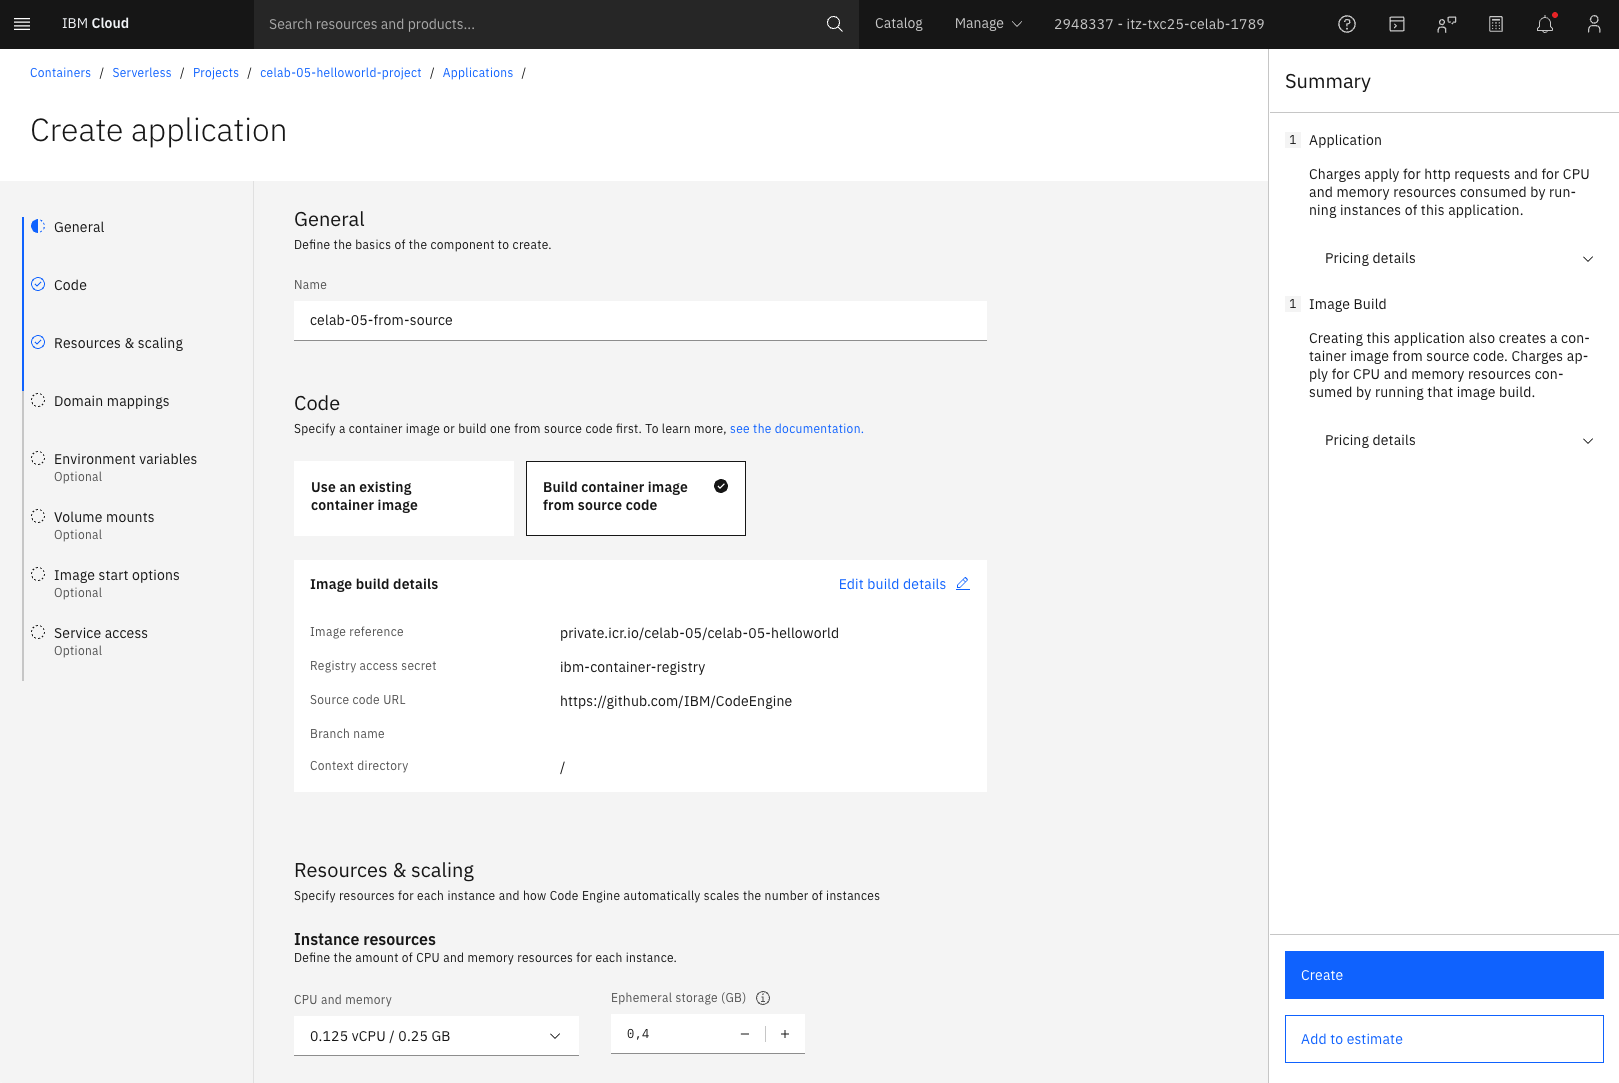 IBM Cloud
Search resources and products...
Catalog
Manage
2948337 - itz-txc25-celab-1789
Containers / Serverless / Projects / celab-05-helloworld-project / Applications /
Create application
General
Code
Resources & scaling
Domain mappings
Environment variables
Optional
Volume mounts
Optional
Image start options
Optional
Service access
Optional
General
Define the basics of the component to create.
Name
celab-05-from-source
Code
Specify a container image or build one from source code first. To learn more, see the documentation.
Use an existing
container image
Build container image
from source code
Image build details
Edit build details
Image reference private.icr.io/celab-05/celab-05-helloworld
Registry access secret ibm-container-registry
Source code URL https://github.com/IBM/CodeEngine
Branch name
Context directory /
Resources & scaling
Specify resources for each instance and how Code Engine automatically scales the number of instances
Instance resources
Define the amount of CPU and memory resources for each instance.
CPU and memory
0.125 vCPU / 0.25 GB
Ephemeral storage (GB)
0,4
Summary
1 Application
Charges apply for http requests and for CPU
and memory resources consumed by run-
ning instances of this application.
Pricing details
1 Image Build
Creating this application also creates a con-
tainer image from source code. Charges ap-
ply for CPU and memory resources con-
sumed by running that image build.
Pricing details
Create
Add to estimate